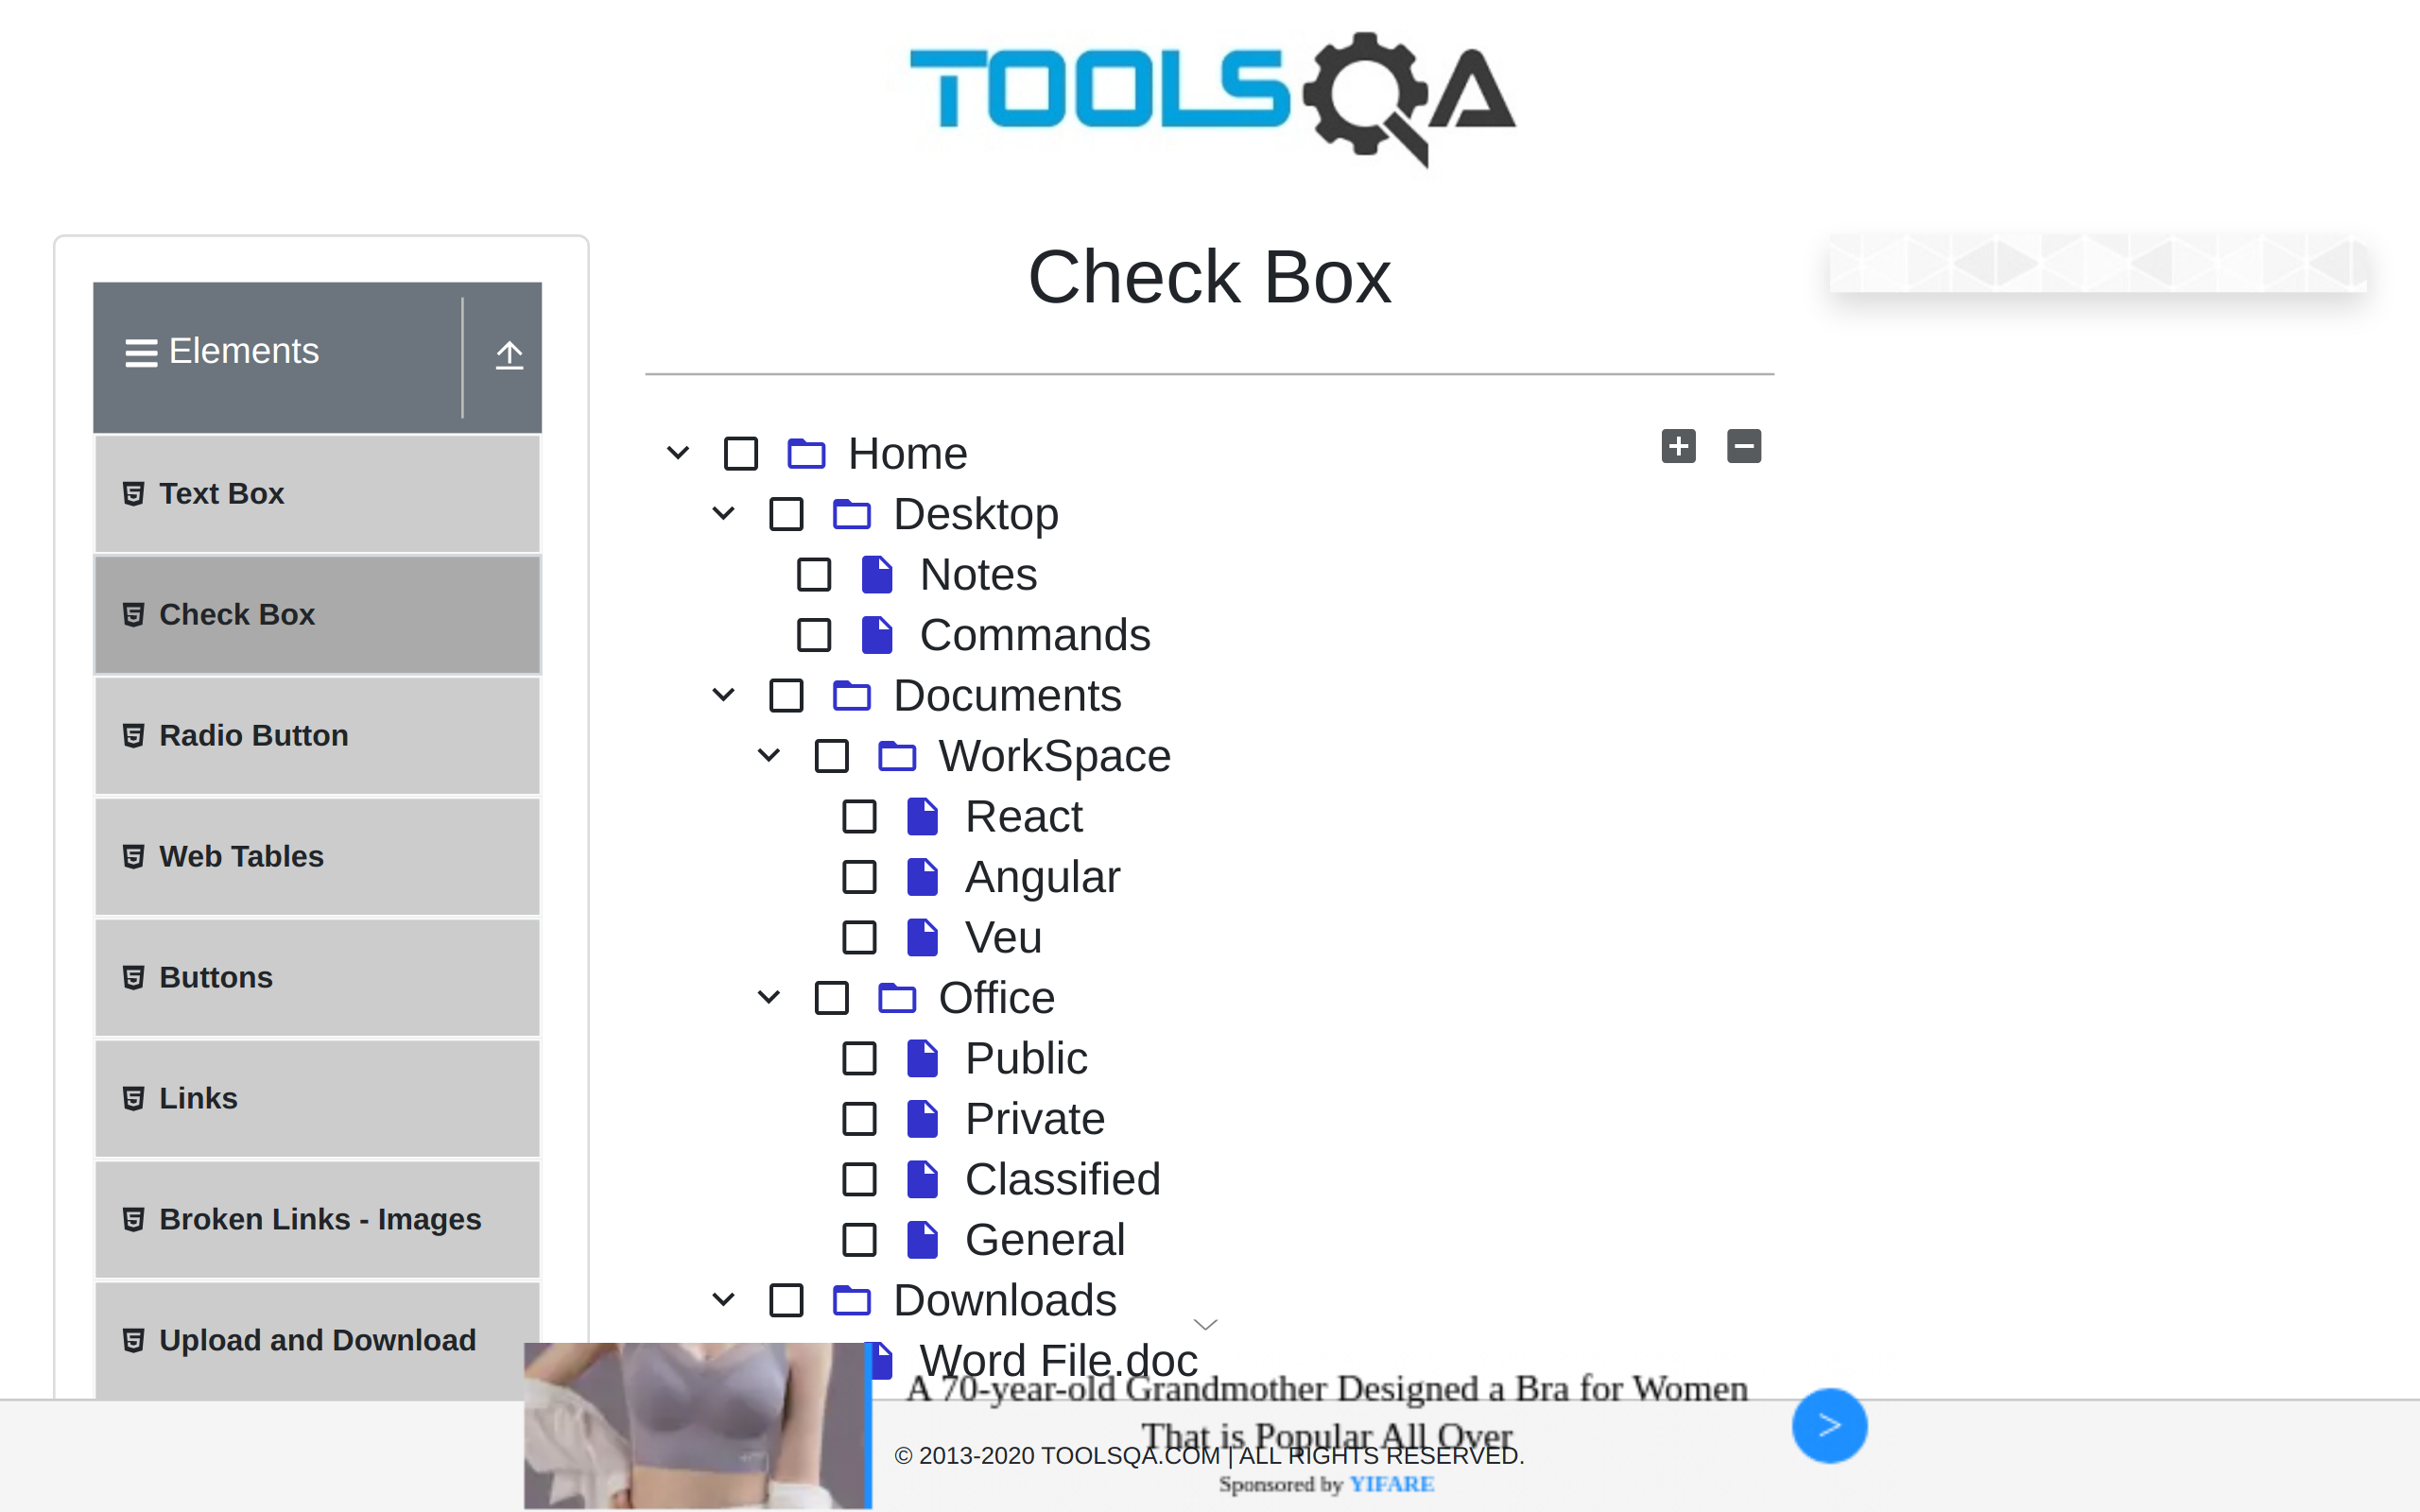 TOOLSQA
Check Box
Elements
Text Box
Check Box
Radio Button
Web Tables
Buttons
Links
Broken Links - Images
Upload and Download
Home
Desktop
Notes
Commands
Documents
WorkSpace
React
Angular
Veu
Office
Public
Private
Classified
General
Downloads
Word File.doc
A 70-year-old Grandmother Designed a Bra for Women
That is Popular All Over
© 2013-2020 TOOLSQA.COM | ALL RIGHTS RESERVED.
Sponsored by YIFARE